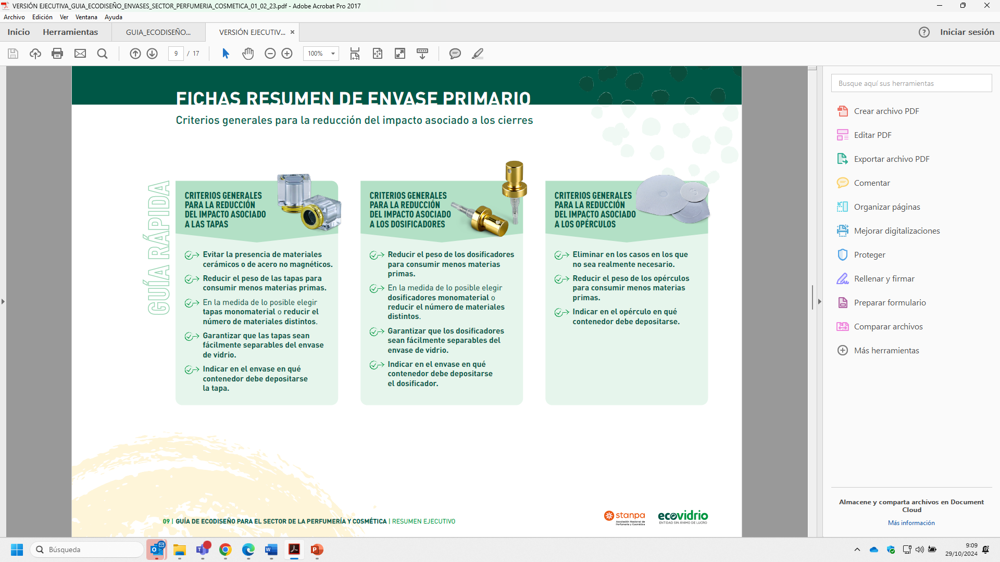 VERSIÓN EJECUTIVA_GUIA_ECODISEÑO_ENVASES_SECTOR_PERFUMERIA_COSMETICA_01_02_23.pdf - Adobe Acrobat Pro 2017
Archivo Edición Ver Ventana Ayuda
Inicio Herramientas GUIA_ECODISEÑO... VERSIÓN EJECUTIV... × Iniciar sesión
9 / 17 100%
FICHAS RESUMEN DE ENVASE PRIMARIO
Criterios generales para la reducción del impacto asociado a los cierres
GUÍA RÁPIDA
CRITERIOS GENERALES
PARA LA REDUCCIÓN
DEL IMPACTO ASOCIADO
A LAS TAPAS
Evitar la presencia de materiales
cerámicos o de acero no magnéticos.
Reducir el peso de las tapas para
consumir menos materias primas.
En la medida de lo posible elegir
tapas monomaterial o reducir el
número de materiales distintos.
Garantizar que las tapas sean
fácilmente separables del envase
de vidrio.
Indicar en el envase en qué
contenedor debe depositarse
la tapa.
CRITERIOS GENERALES
PARA LA REDUCCIÓN
DEL IMPACTO ASOCIADO
A LOS DOSIFICADORES
Reducir el peso de los dosificadores
para consumir menos materias
primas.
En la medida de lo posible elegir
dosificadores monomaterial o
reducir el número de materiales
distintos.
Garantizar que los dosificadores
sean fácilmente separables del
envase de vidrio.
Indicar en el envase en qué
contenedor debe depositarse
el dosificador.
CRITERIOS GENERALES
PARA LA REDUCCIÓN
DEL IMPACTO ASOCIADO
A LOS OPÉRCULOS
Eliminar en los casos en los que
no sea realmente necesario.
Reducir el peso de los opérculos
para consumir menos materias
primas.
Indicar en el opérculo en qué
contenedor debe depositarse.
09 | GUÍA DE ECODISEÑO PARA EL SECTOR DE LA PERFUMERÍA Y COSMÉTICA | RESUMEN EJECUTIVO
stanpa
Asociación Nacional de
Perfumería y Cosmética
ecovidrio
ENTIDAD SIN ÁNIMO DE LUCRO
Busque aquí sus herramientas
Crear archivo PDF
Editar PDF
Exportar archivo PDF
Comentar
Organizar páginas
Mejorar digitalizaciones
Proteger
Rellenar y firmar
Preparar formulario
Comparar archivos
Más herramientas
Almacene y comparta archivos en Document
Cloud
Más información
Búsqueda
9:09
29/10/2024